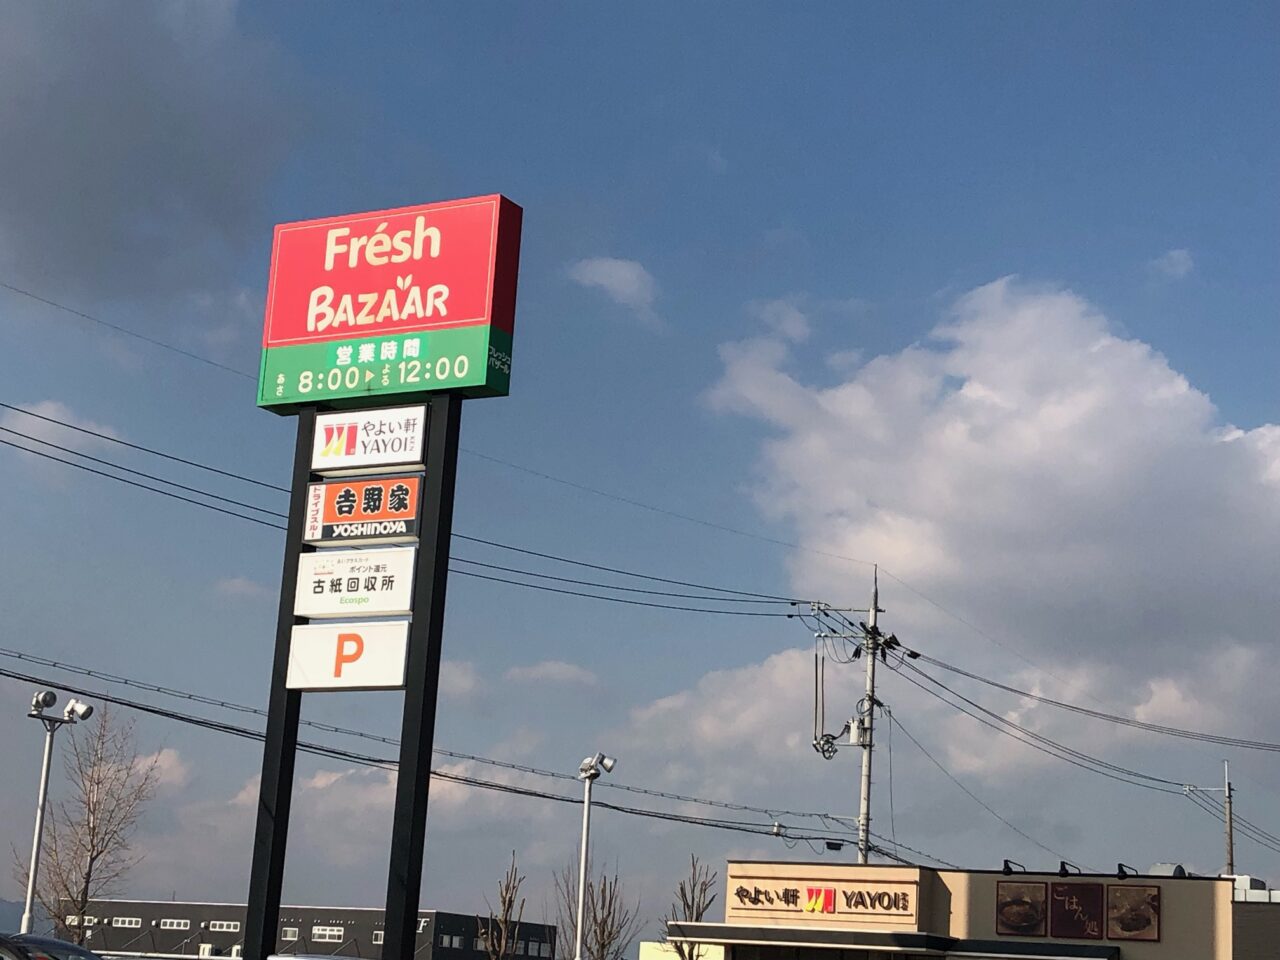 Frésh
BAZAAR
営業時間
あさ 8:00 ▶ よる 12:00
フレッシュ
バザール
やよい軒
YAYOI KEN
ドライブスルー
吉野家
YOSHINOYA
ポイント還元
古紙回収所
Ecospo
P
やよい軒 YAYOI KEN
ごはん処